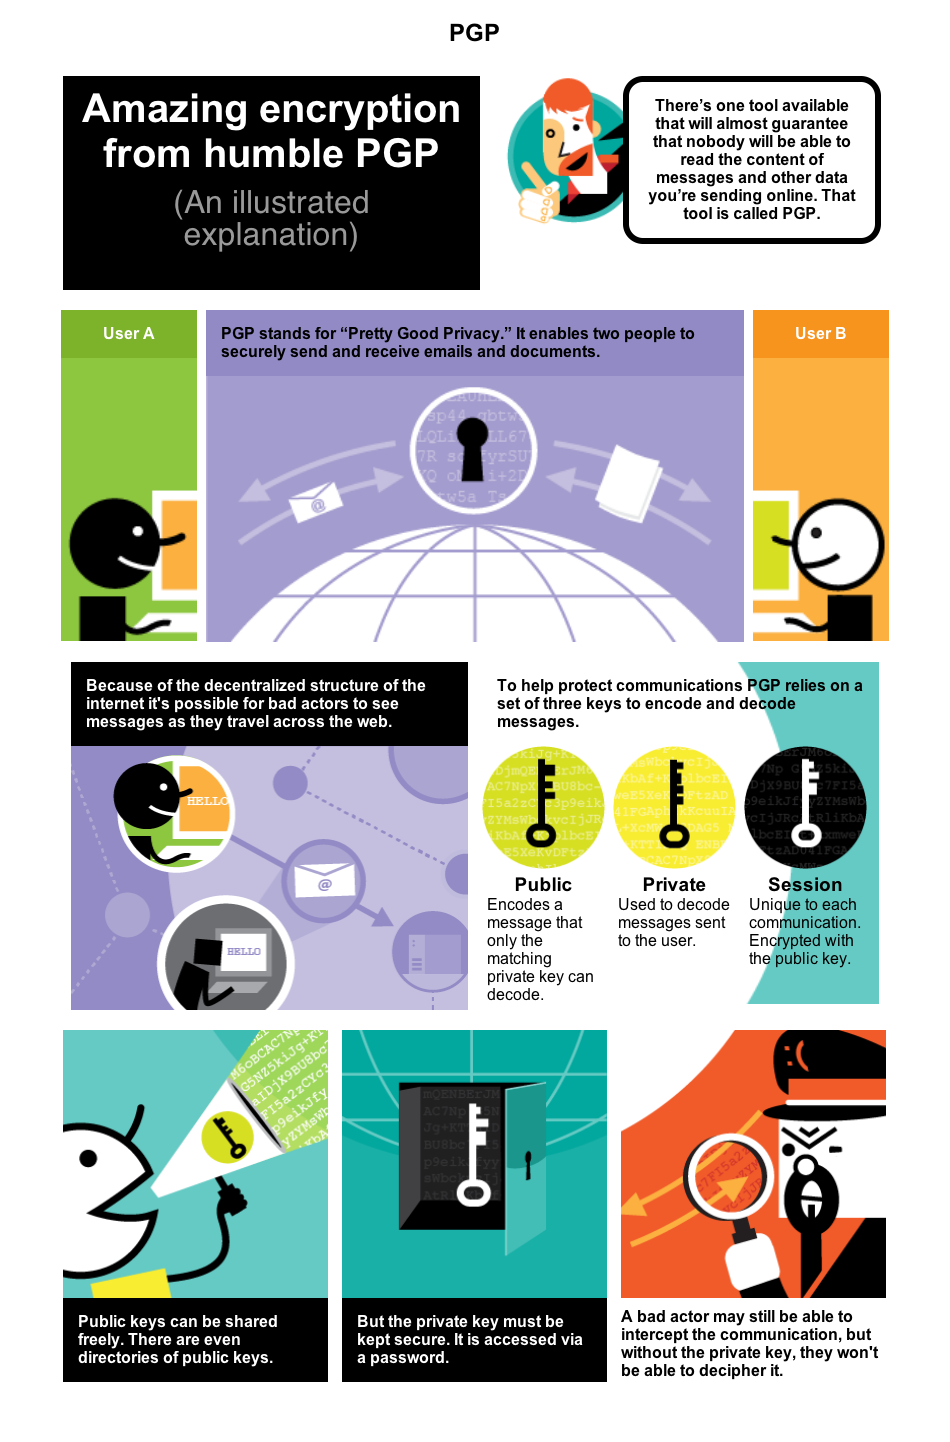 PGP
Amazing encryption
from humble PGP
(An illustrated
explanation)
There's one tool available
that will almost guarantee
that nobody will be able to
read the content of
messages and other data
you're sending online. That
tool is called PGP.
User A
PGP stands for “Pretty Good Privacy.” It enables two people to
securely send and receive emails and documents.
User B
@
Because of the decentralized structure of the
internet it's possible for bad actors to see
messages as they travel across the web.
HELLO
@
HELLO
To help protect communications PGP relies on a
set of three keys to encode and decode
messages.
Public
Encodes a
message that
only the
matching
private key can
decode.
Private
Used to decode
messages sent
to the user.
Session
Unique to each
communication.
Encrypted with
the public key.
Public keys can be shared
freely. There are even
directories of public keys.
But the private key must be
kept secure. It is accessed via
a password.
A bad actor may still be able to
intercept the communication, but
without the private key, they won't
be able to decipher it.